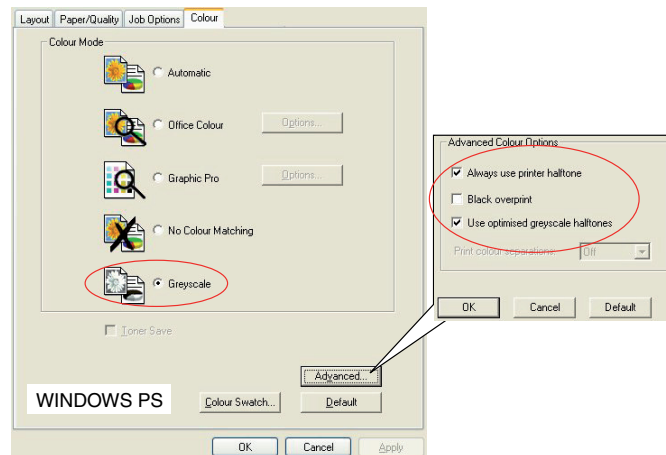 Layout Paper/Quality Job Options Colour
Colour Mode
Automatic
Office Colour Options...
Graphic Pro Options...
No Colour Matching
Greyscale
Toner Save
Advanced...
WINDOWS PS Colour Swatch... Default
OK Cancel Apply
Advanced Colour Options
Always use printer halftone
Black overprint
Use optimised greyscale halftones
Print colour separations: Off
OK Cancel Default